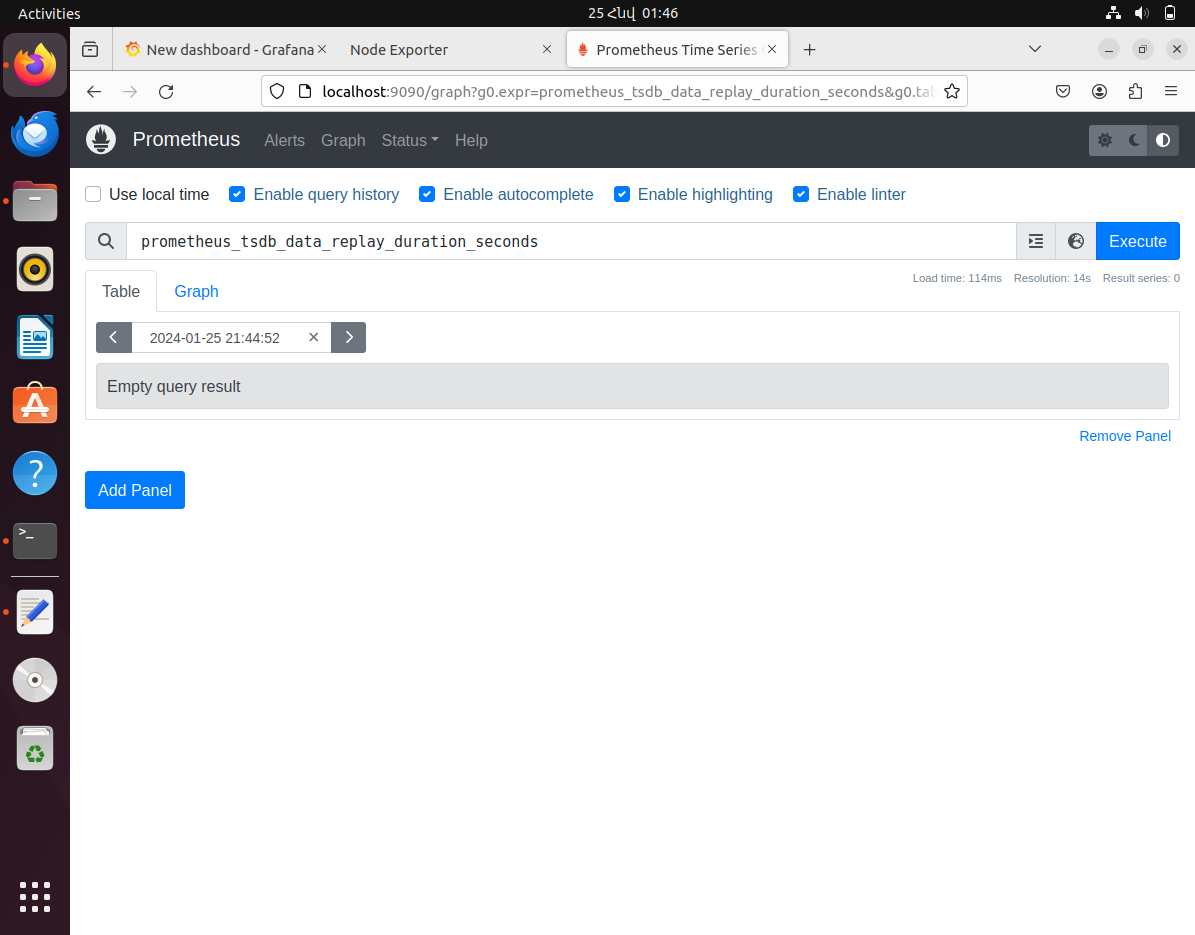 Activities
25 Հնվ 01:46
New dashboard - Grafana
Node Exporter
Prometheus Time Series
localhost:9090/graph?g0.expr=prometheus_tsdb_data_replay_duration_seconds&g0.tab
Prometheus
Alerts
Graph
Status
Help
Use local time
Enable query history
Enable autocomplete
Enable highlighting
Enable linter
prometheus_tsdb_data_replay_duration_seconds
Execute
Table
Graph
Load time: 114ms
Resolution: 14s
Result series: 0
2024-01-25 21:44:52
Empty query result
Remove Panel
Add Panel